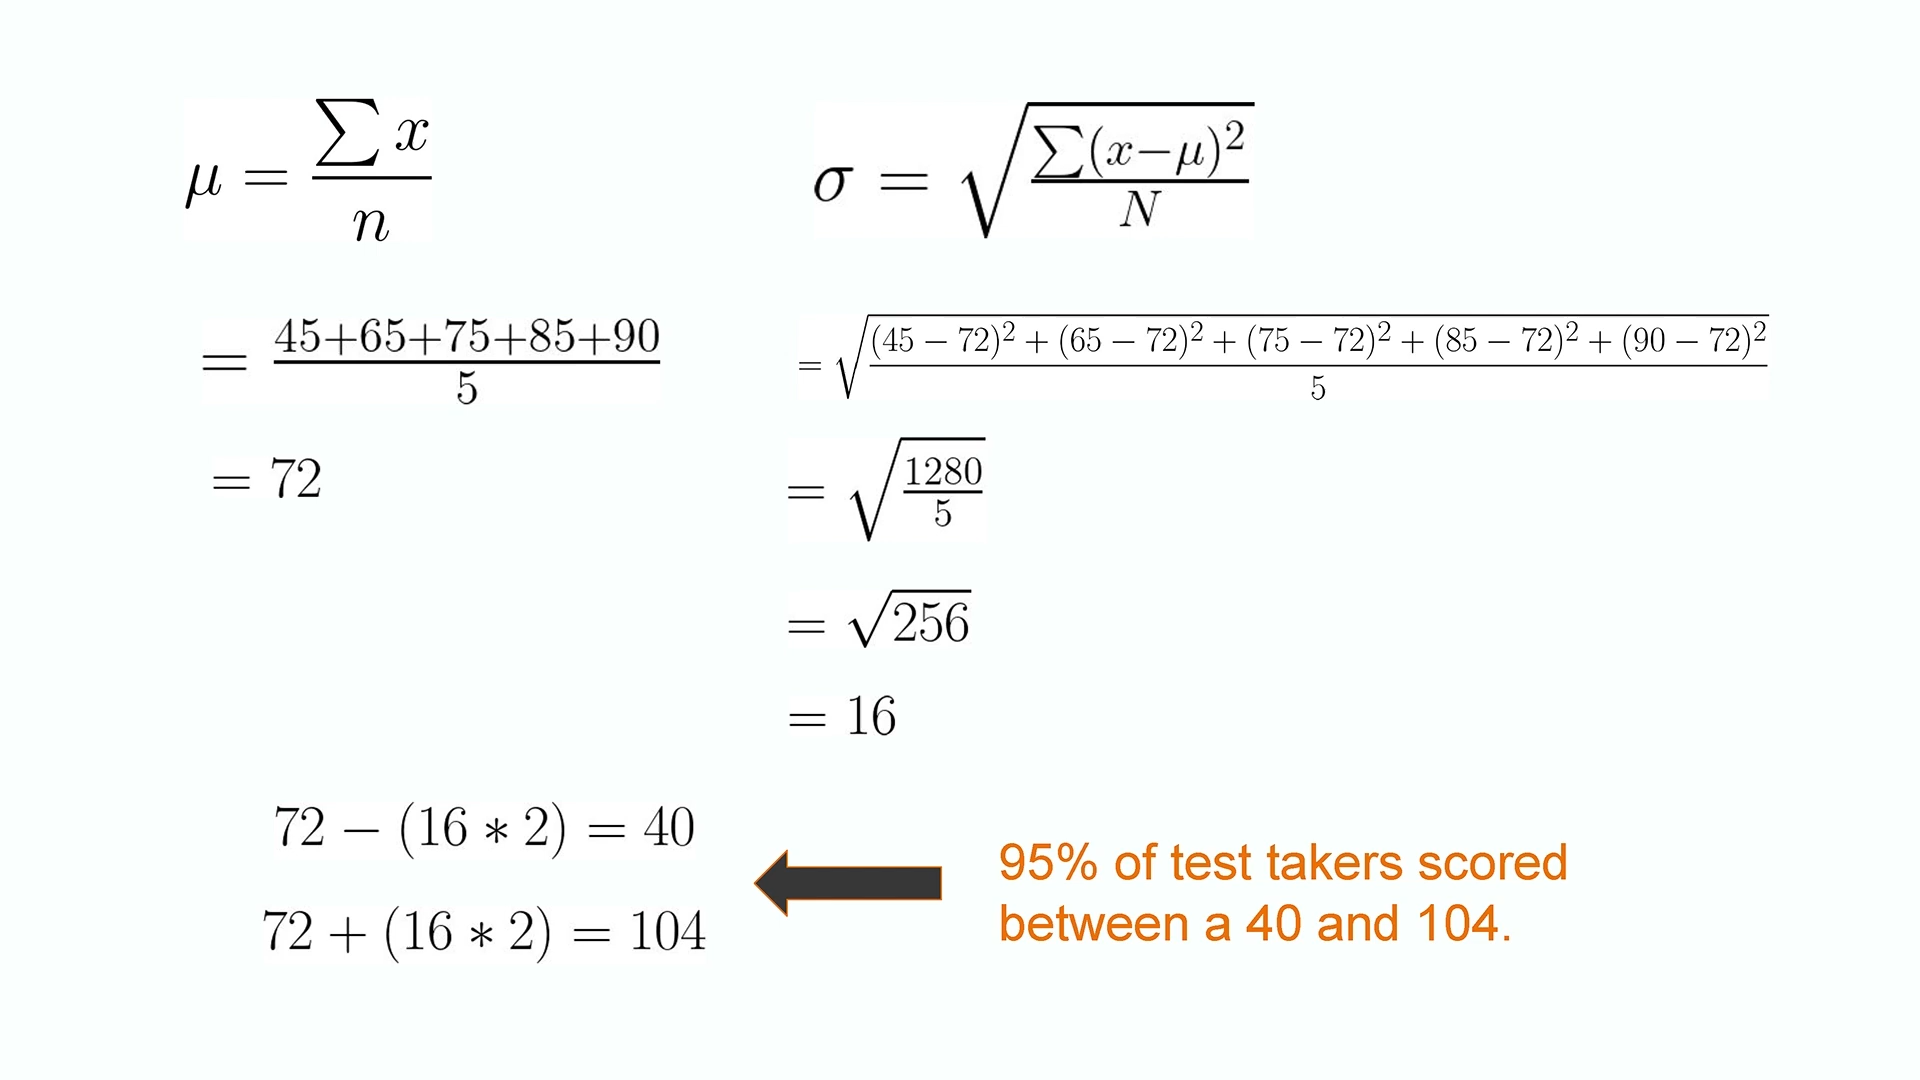 μ = ∑x / n
= 45+65+75+85+90 / 5
= 72
σ = √(∑(x−μ)² / N)
= √((45 − 72)² + (65 − 72)² + (75 − 72)² + (85 − 72)² + (90 − 72)² / 5)
= √(1280 / 5)
= √256
= 16
72 − (16 ∗ 2) = 40
72 + (16 ∗ 2) = 104
95% of test takers scored
between a 40 and 104.